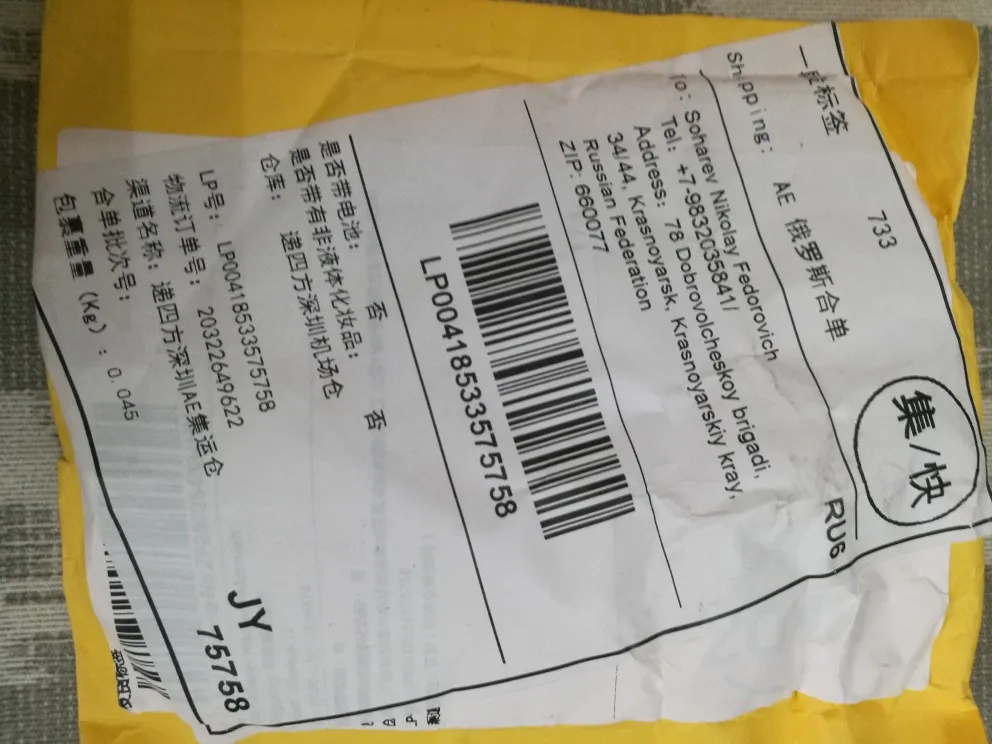 733
一段标签
集/快
Shipping: AE 俄罗斯合单
RU6
To: Soharev Nikolay Fedorovich
Tel: +7-9832035841/
Address: 78 Dobrovolcheskoy brigadi,
34/44, Krasnoyarsk, Krasnoyarskiy kray,
Russian Federation
ZIP: 660077
LP00418533575758
是否带电池: 否
是否带有非液体化妆品: 否
仓库: 递四方深圳机场仓
LP号: LP00418533575758
物流订单号: 20322649622
渠道名称: 递四方深圳AE集运仓
合单批次号:
包裹重量 (Kg) : 0.045
JY
75758